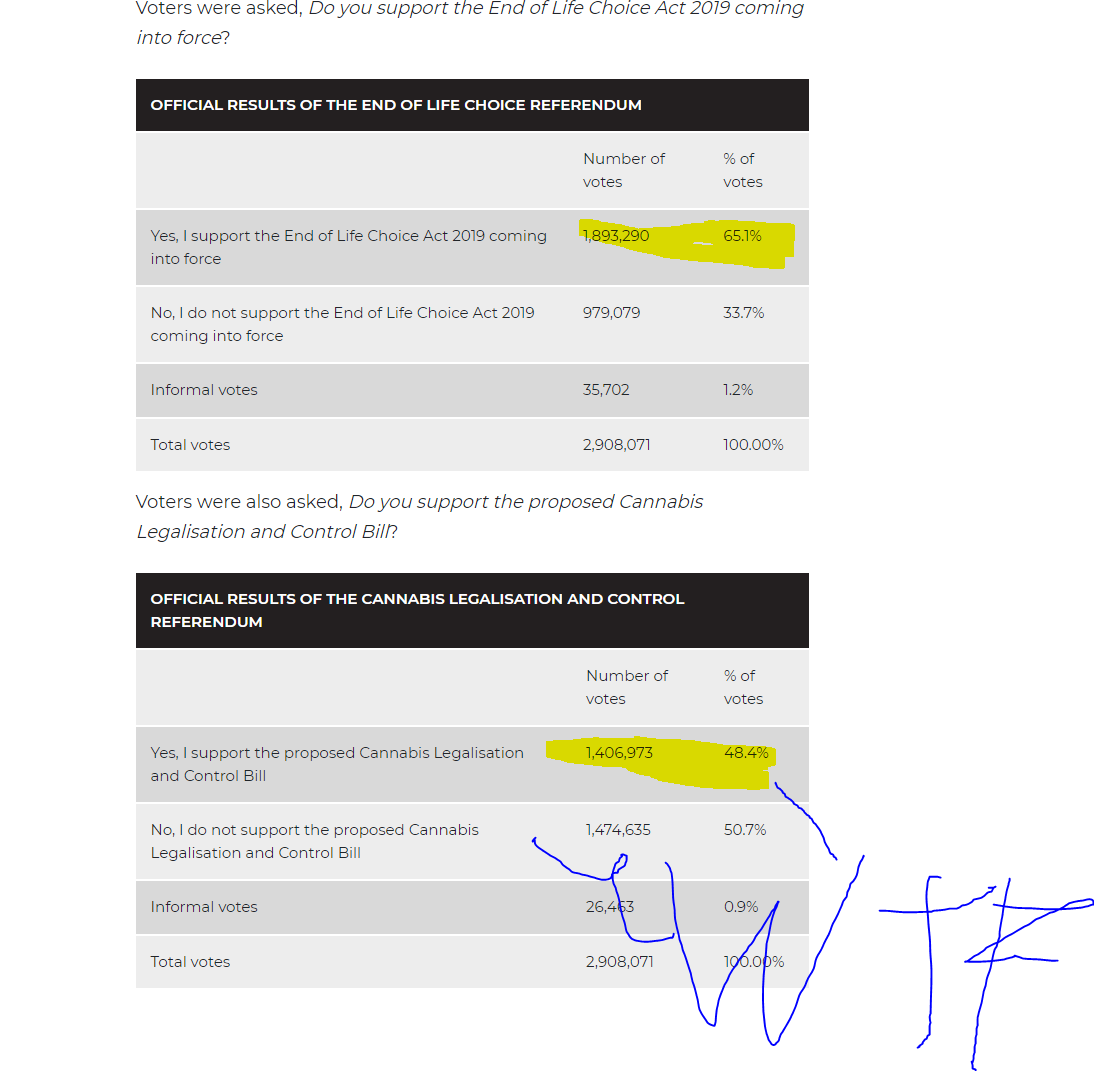 Voters were asked, Do you support the End of Life Choice Act 2019 coming
into force?
OFFICIAL RESULTS OF THE END OF LIFE CHOICE REFERENDUM
Number of votes % of votes
Yes, I support the End of Life Choice Act 2019 coming into force 1,893,290 65.1%
No, I do not support the End of Life Choice Act 2019 coming into force 979,079 33.7%
Informal votes 35,702 1.2%
Total votes 2,908,071 100.00%
Voters were also asked, Do you support the proposed Cannabis
Legalisation and Control Bill?
OFFICIAL RESULTS OF THE CANNABIS LEGALISATION AND CONTROL
REFERENDUM
Number of votes % of votes
Yes, I support the proposed Cannabis Legalisation and Control Bill 1,406,973 48.4%
No, I do not support the proposed Cannabis Legalisation and Control Bill 1,474,635 50.7%
Informal votes 26,463 0.9%
Total votes 2,908,071 100.00%
WTF